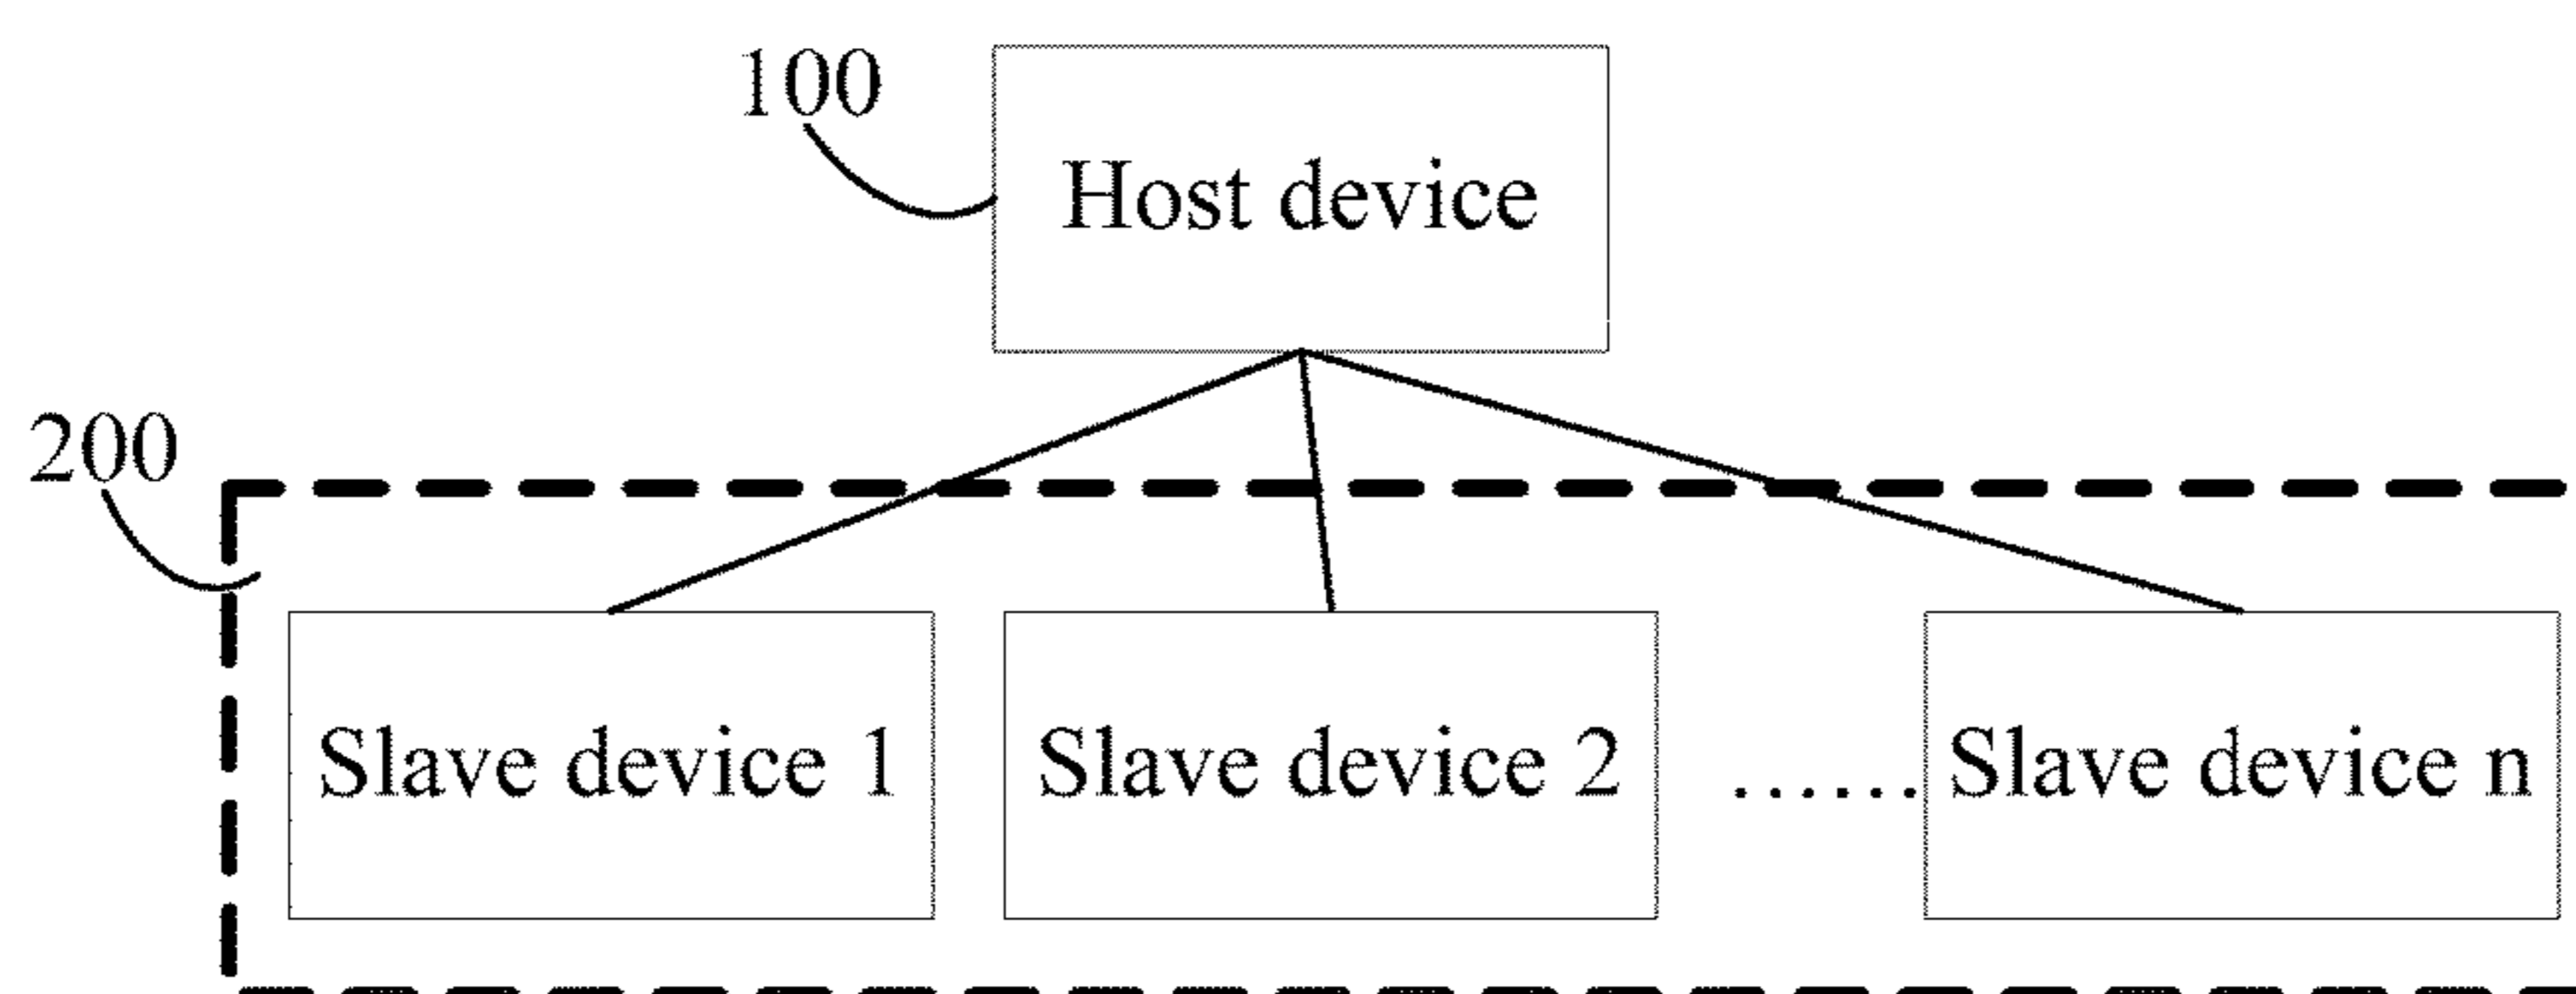 100
Host device
200
Slave device 1
Slave device 2
......
Slave device n